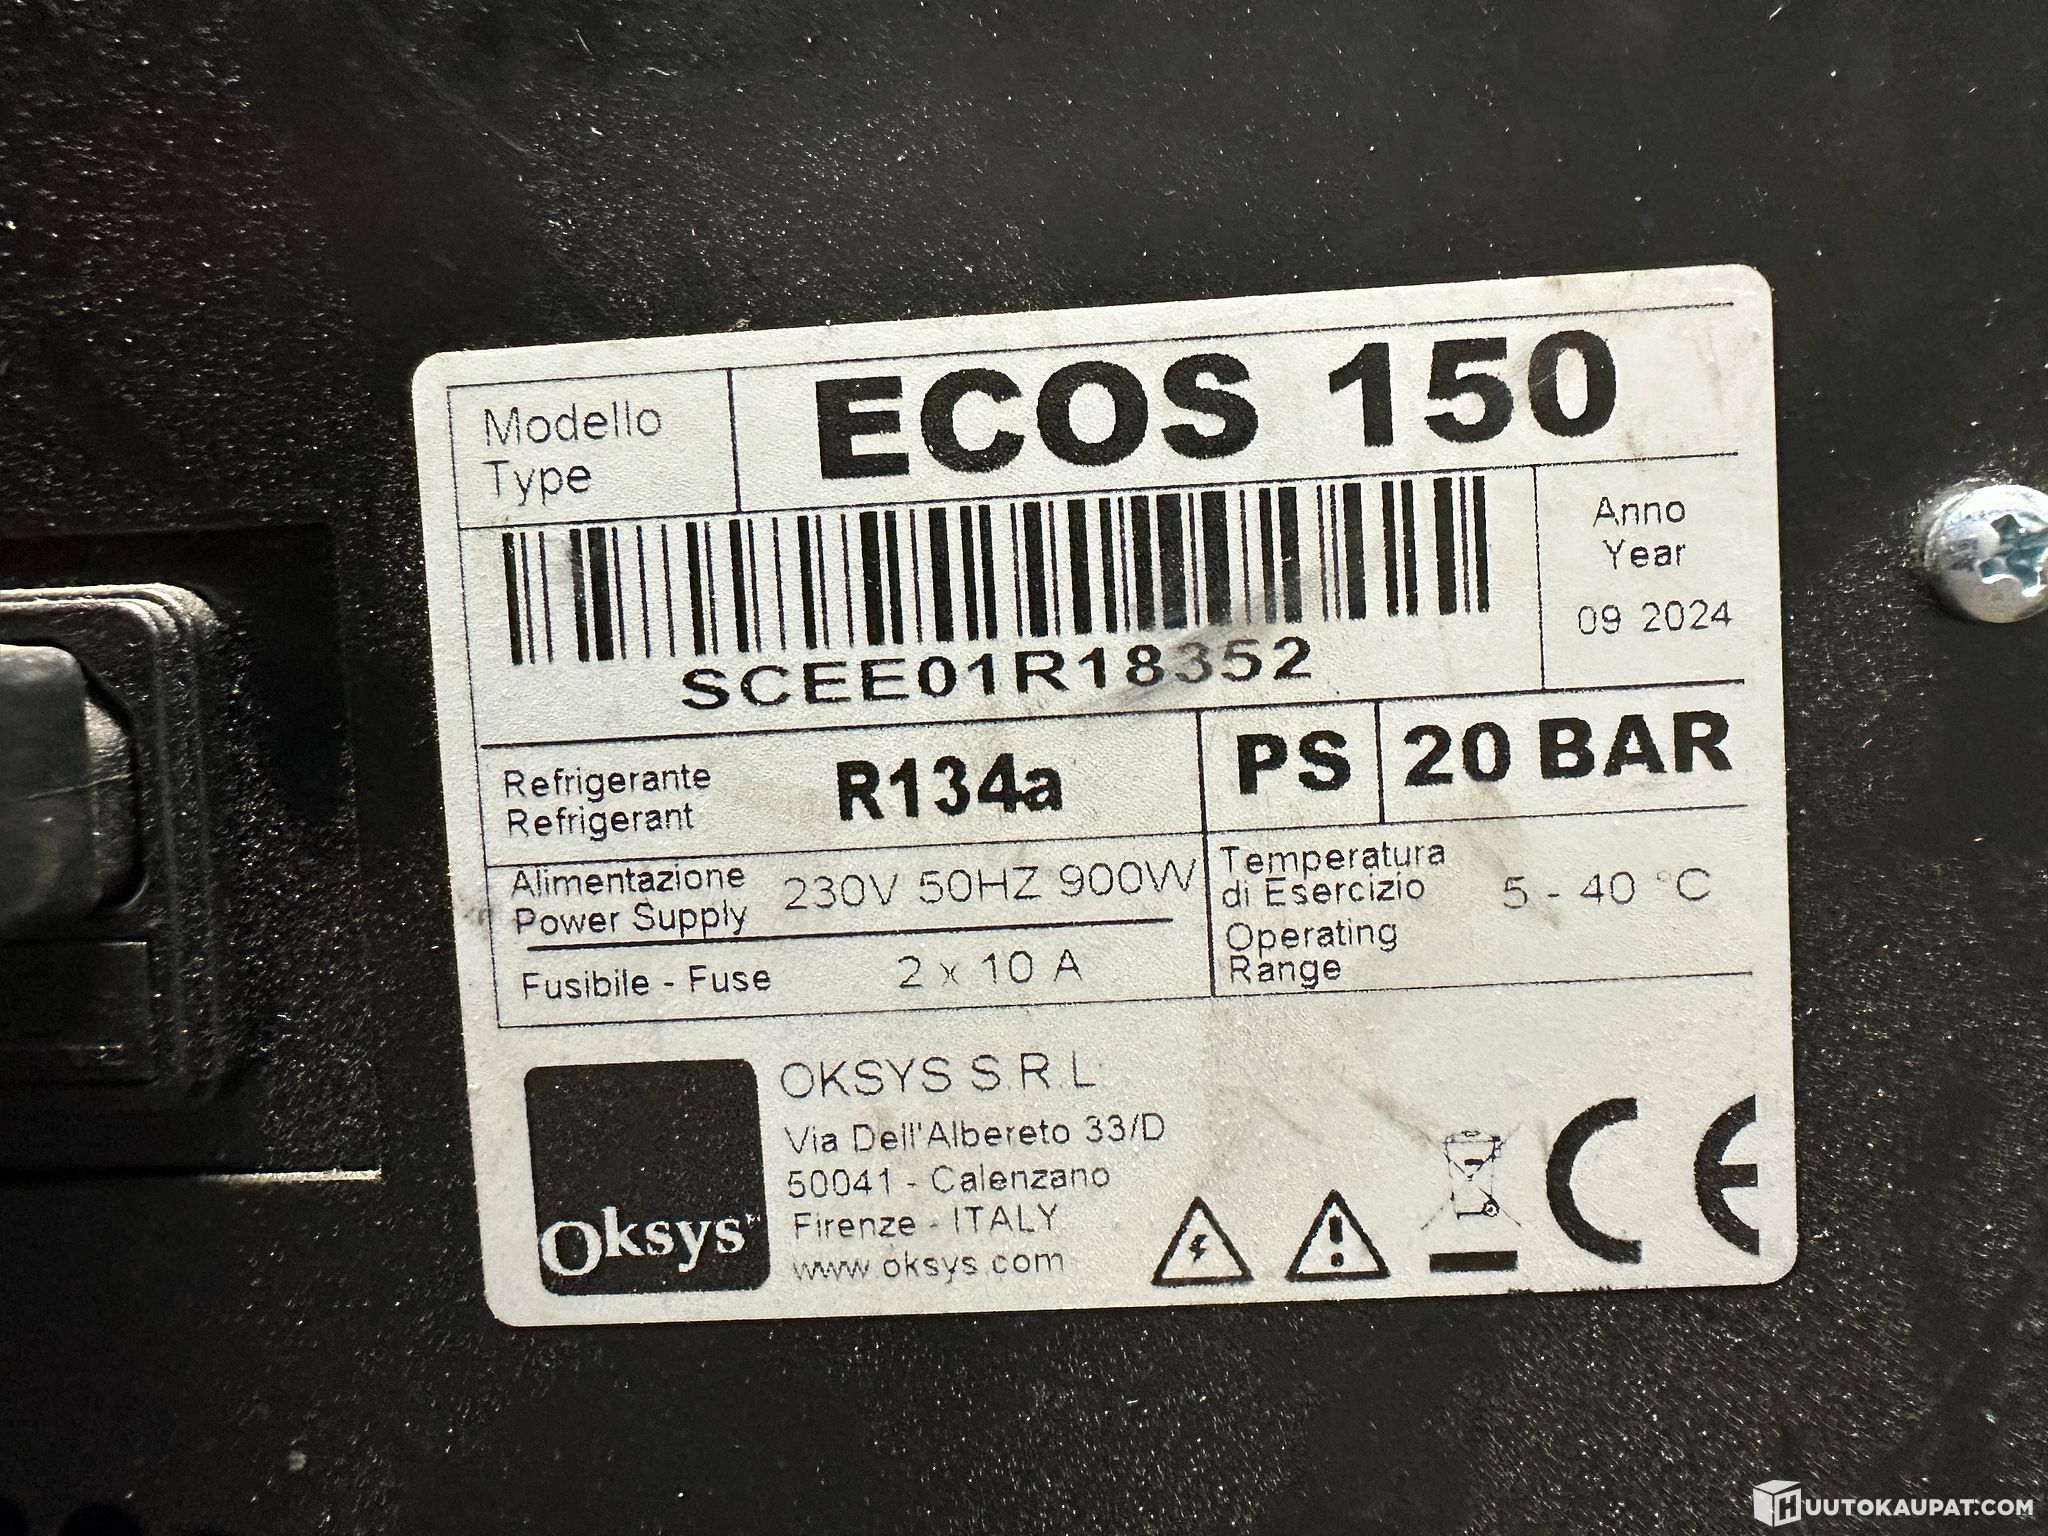 Modello
Type
ECOS 150
SCEE01R18352
Anno
Year
09 2024
Refrigerante
Refrigerant
R134a
PS
20 BAR
Alimentazione
Power Supply
230V 50HZ 900W
Fusibile - Fuse
2 x 10 A
Temperatura
di Esercizio
Operating
Range
5 - 40 °C
Oksys™
OKSYS S.R.L.
Via Dell'Albereto 33/D
50041 - Calenzano
Firenze - ITALY
www.oksys.com
CE
HUUTOKAUPAT.COM